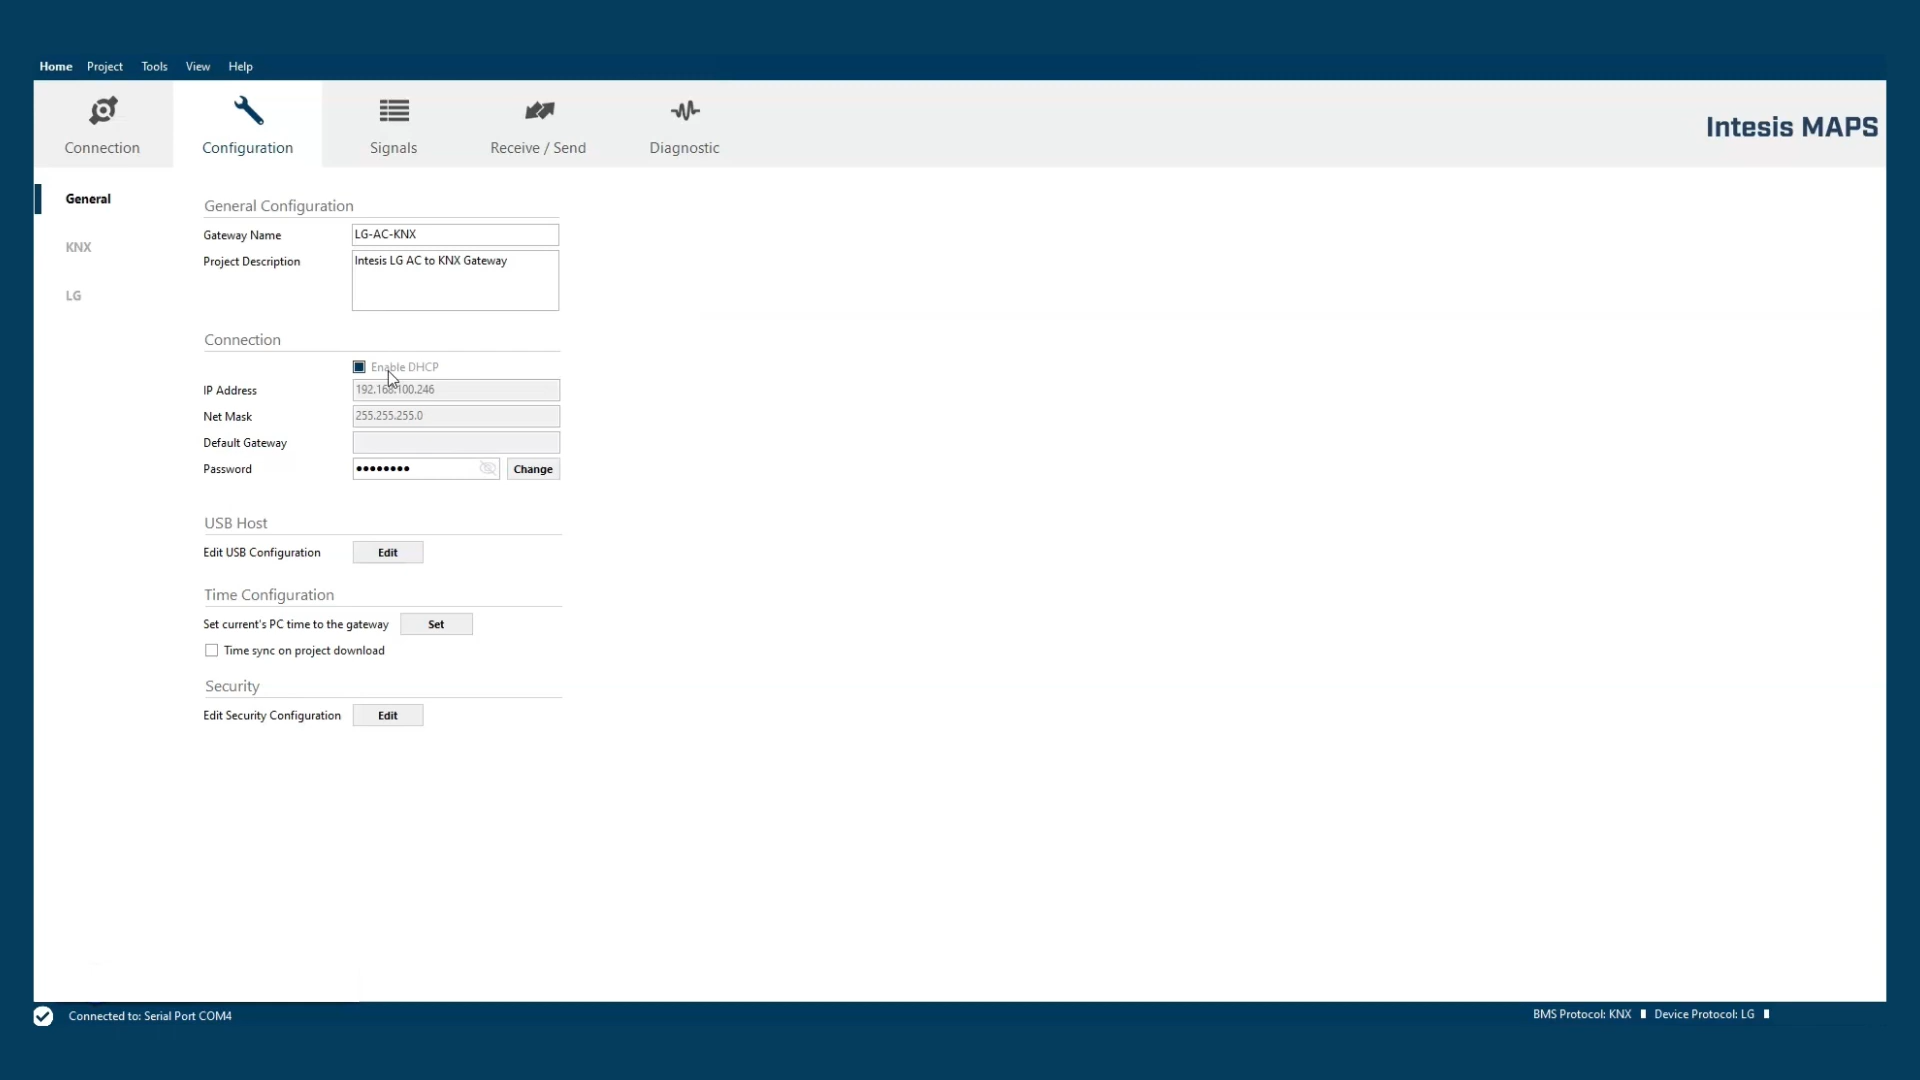 Home Project Tools View Help
Connection
Configuration
Signals
Receive / Send
Diagnostic
Intesis MAPS
General
KNX
LG
General Configuration
Gateway Name LG-AC-KNX
Project Description Intesis LG AC to KNX Gateway
Connection
Enable DHCP
IP Address 192.168.100.246
Net Mask 255.255.255.0
Default Gateway
Password ●●●●●●●● Change
USB Host
Edit USB Configuration Edit
Time Configuration
Set current's PC time to the gateway Set
Time sync on project download
Security
Edit Security Configuration Edit
Connected to: Serial Port COM4
BMS Protocol: KNX Device Protocol: LG